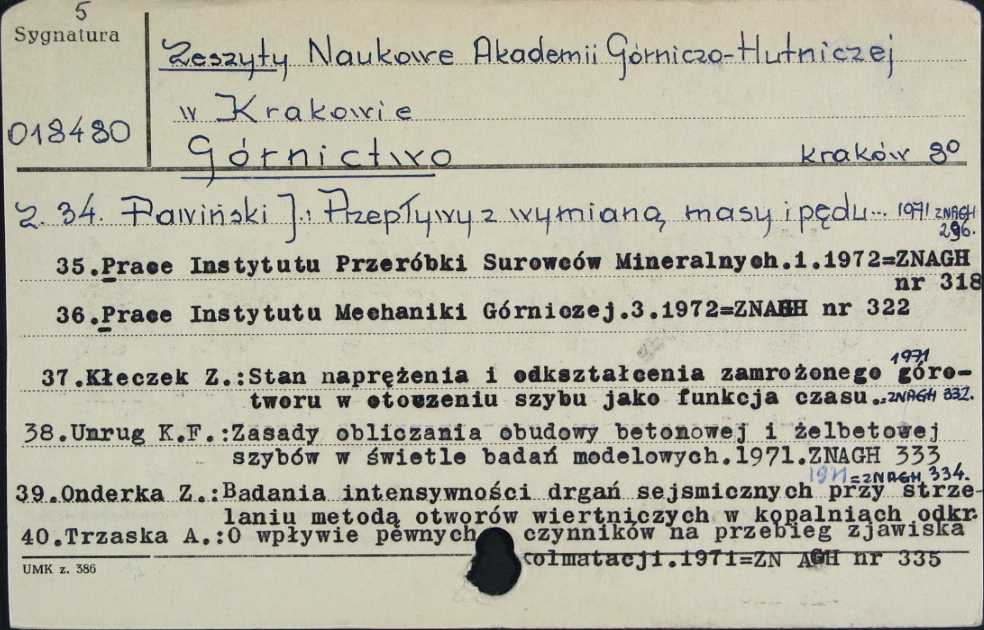 5
Sygnatura
Zeszyty Naukowe Akademii Górniczo-Hutniczej
w Krakowie
018480
Górnictwo
Kraków 8°
Z. 34. Pawiński J.: Przepływy z wymianą masy i pędu... 1971 ZNAGH
296.
35.Prace Instytutu Przeróbki Surowców Mineralnych.1.1972=ZNAGH
nr 318
36.Prace Instytutu Mechaniki Górniczej.3.1972=ZNAGH nr 322
1971
37.Kłeczek Z.:Stan naprężenia i odkształcenia zamrożonego góro-
tworu w otouzeniu szybu jako funkcja czasu..=ZNAGH 332.
38.Unrug K.F.:Zasady obliczania obudowy betonowej i żelbetowej
szybów w świetle badań modelowych.1971.ZNAGH 333
1971=ZNAGH 334.
39.Onderka Z.:Badania intensywności drgań sejsmicznych przy strze-
laniu metodą otworów wiertniczych w kopalniach odkr.
40.Trzaska A.:O wpływie pewnych czynników na przebieg zjawiska
kolmatacji.1971=ZN AGH nr 335
UMK z. 386